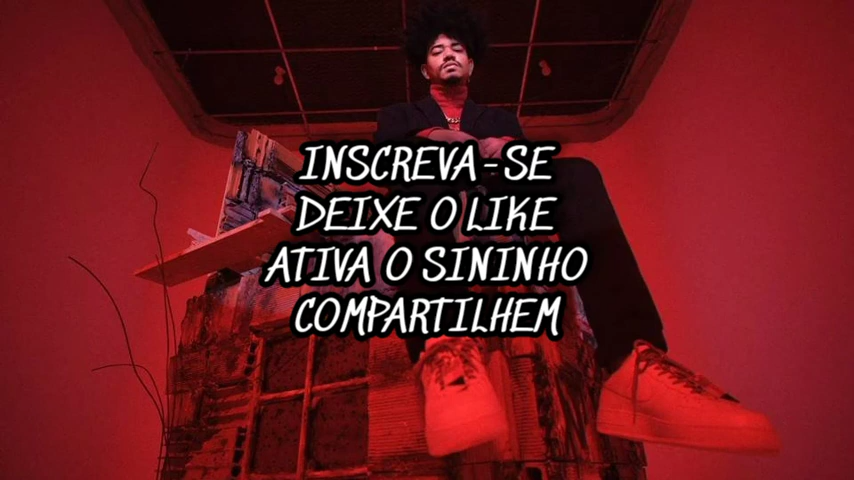 INSCREVA-SE
DEIXE O LIKE
ATIVA O SININHO
COMPARTILHEM